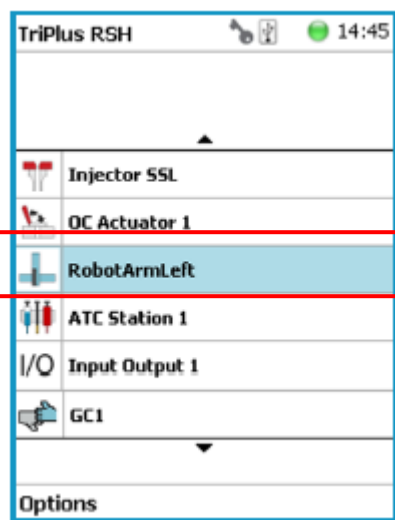 TriPlus RSH 14:45
Injector SSL
OC Actuator 1
RobotArmLeft
ATC Station 1
I/O Input Output 1
GC1
Options